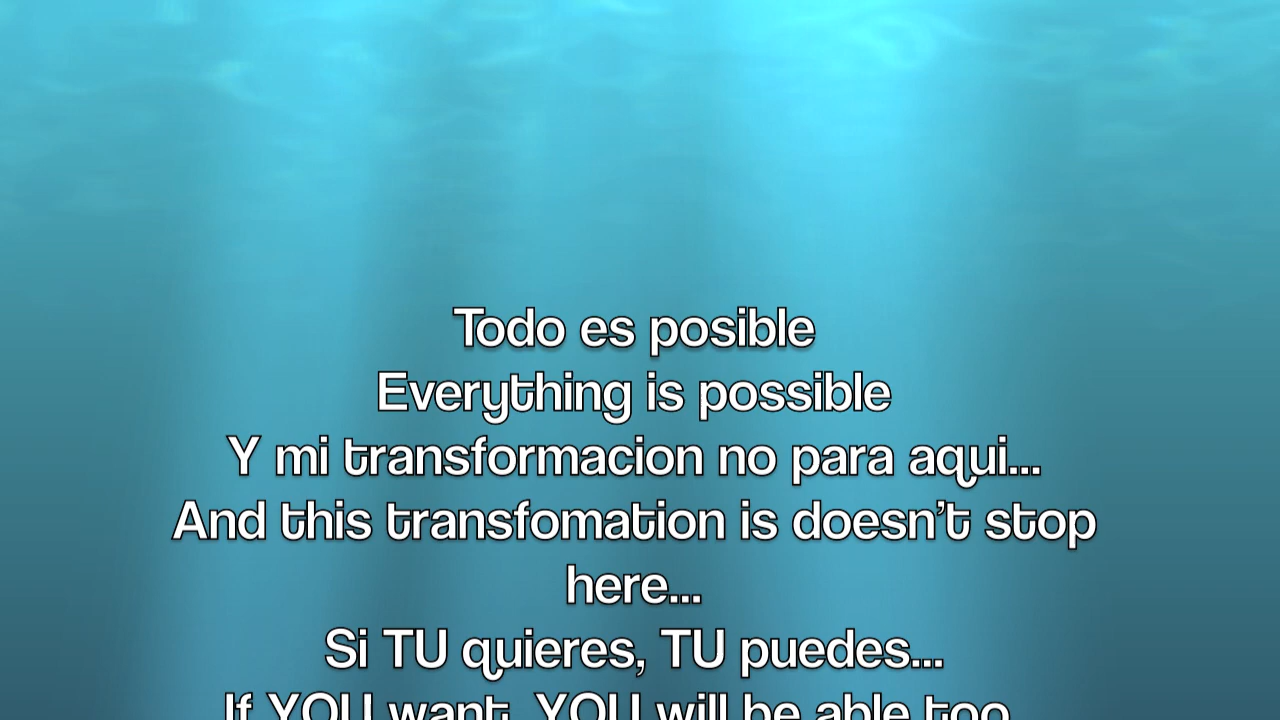 Todo es posible
Everything is possible
Y mi transformacion no para aqui...
And this transfomation is doesn't stop
here...
Si TU quieres, TU puedes...
If YOU want, YOU will be able too